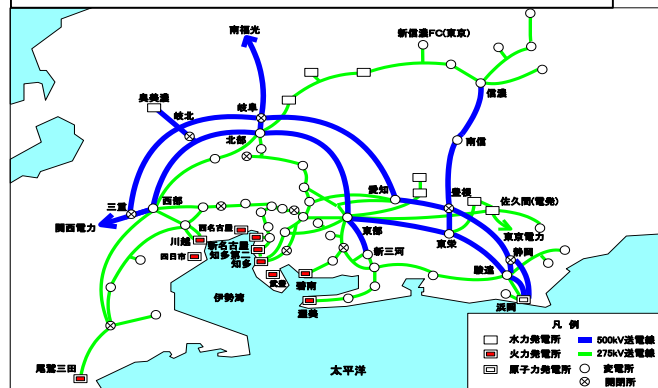 南福光
新信濃FC(東京)
奥美濃
岐北
岐阜
北部
信濃
南信
三重
西部
愛知
豊根
佐久間(電発)
関西電力
西名古屋
川越
新名古屋
四日市
知多第二
知多
東部
東栄
東京電力
静岡
新三河
武豊
碧南
駿遠
伊勢湾
渥美
浜岡
尾鷲三田
太平洋
凡 例
水力発電所
500kV送電線
火力発電所
275kV送電線
原子力発電所
変電所
開閉所